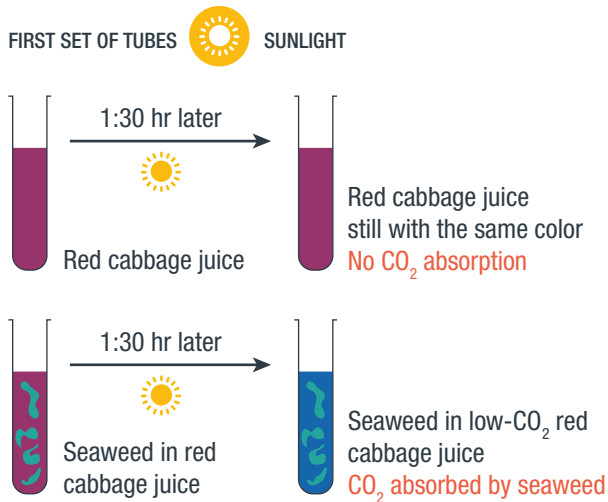 FIRST SET OF TUBES SUNLIGHT
1:30 hr later
Red cabbage juice
Red cabbage juice
still with the same color
No CO₂ absorption
1:30 hr later
Seaweed in red
cabbage juice
Seaweed in low-CO₂ red
cabbage juice
CO₂ absorbed by seaweed